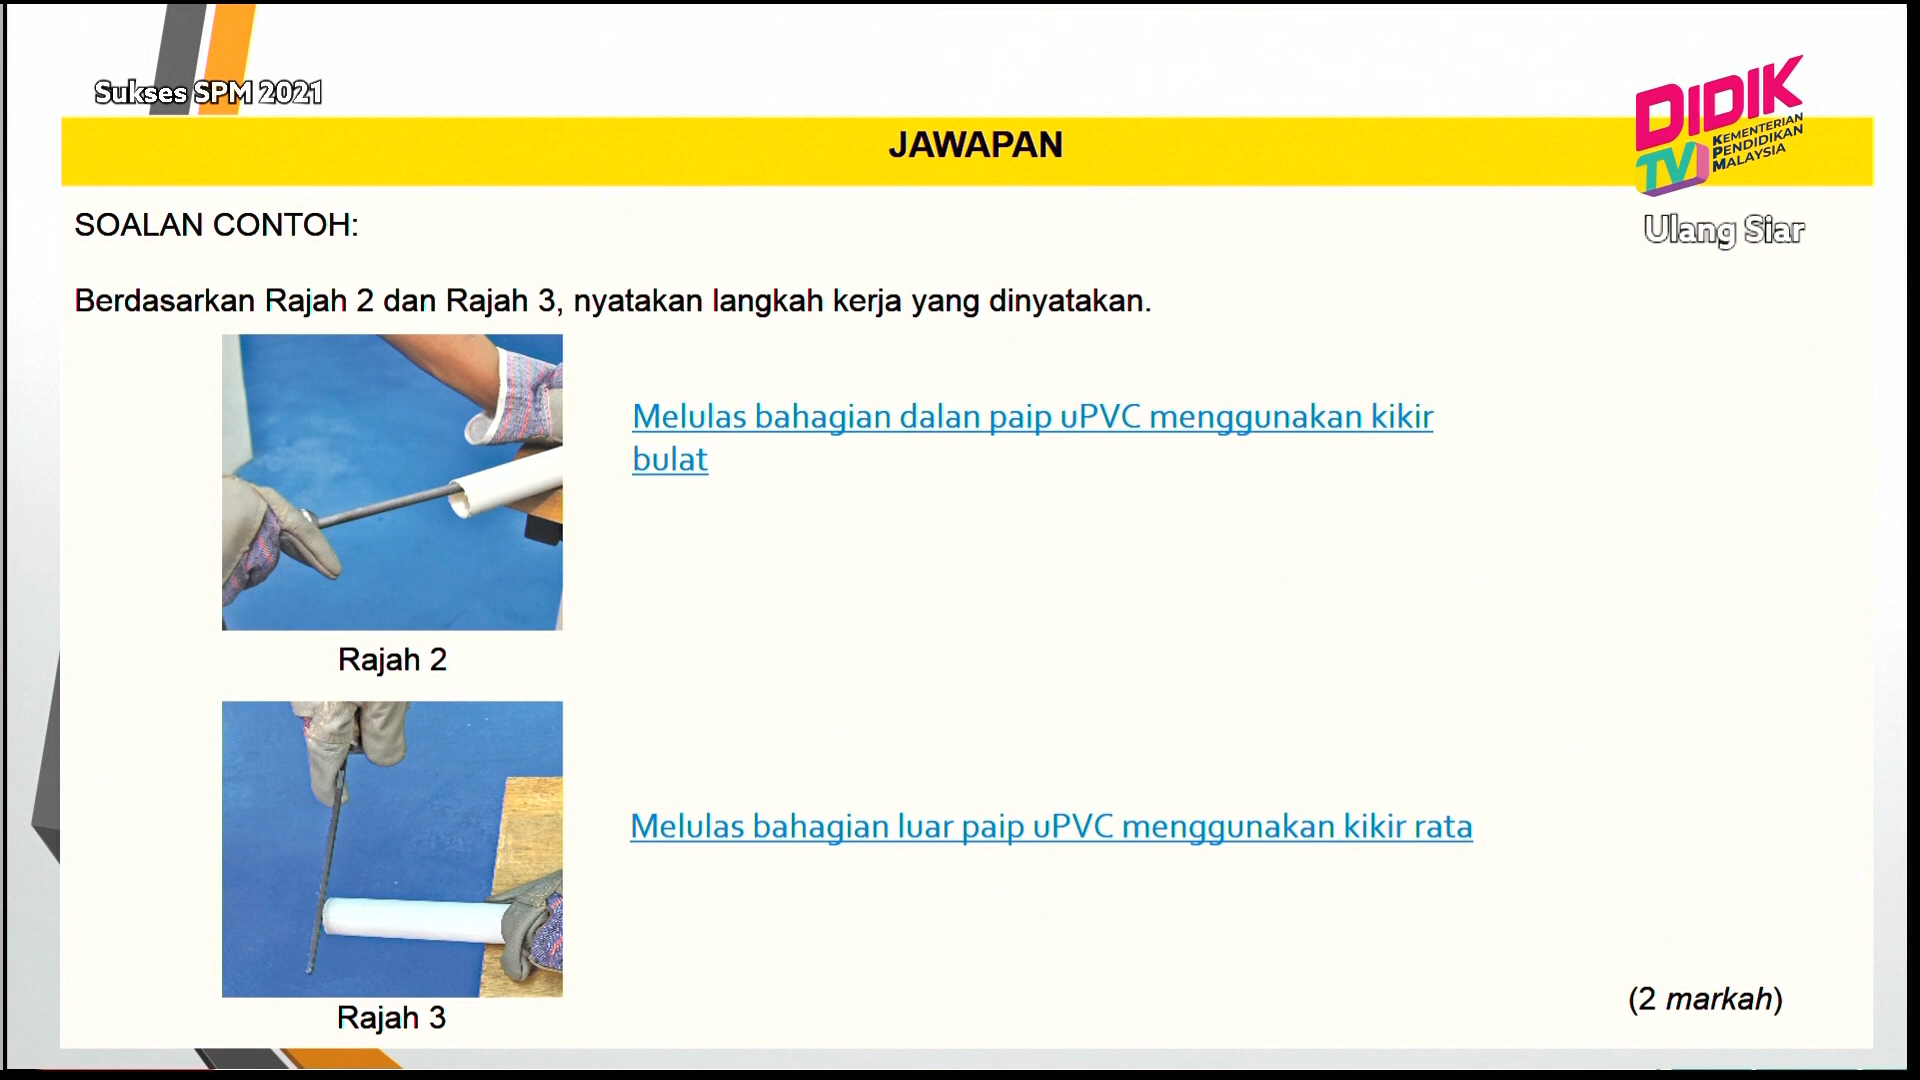 Sukses SPM 2021
JAWAPAN
DIDIK
TV
KEMENTERIAN
PENDIDIKAN
MALAYSIA
Ulang Siar
SOALAN CONTOH:
Berdasarkan Rajah 2 dan Rajah 3, nyatakan langkah kerja yang dinyatakan.
Melulas bahagian dalan paip uPVC menggunakan kikir
bulat
Rajah 2
Melulas bahagian luar paip uPVC menggunakan kikir rata
Rajah 3
(2 markah)